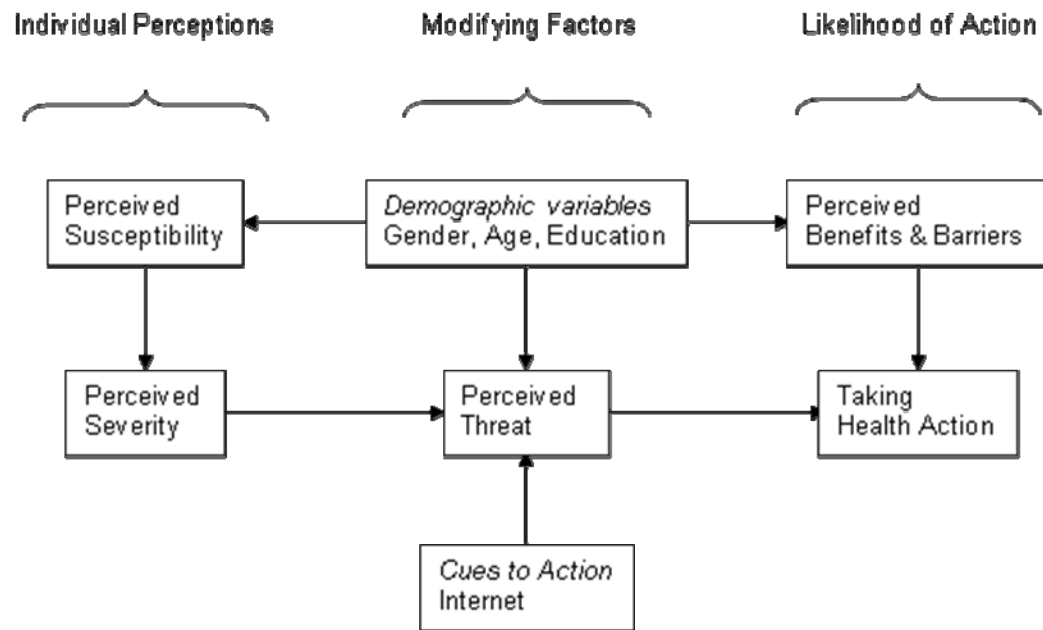 Individual Perceptions
Modifying Factors
Likelihood of Action
Perceived
Susceptibility
Demographic variables
Gender, Age, Education
Perceived
Benefits & Barriers
Perceived
Severity
Perceived
Threat
Taking
Health Action
Cues to Action
Internet